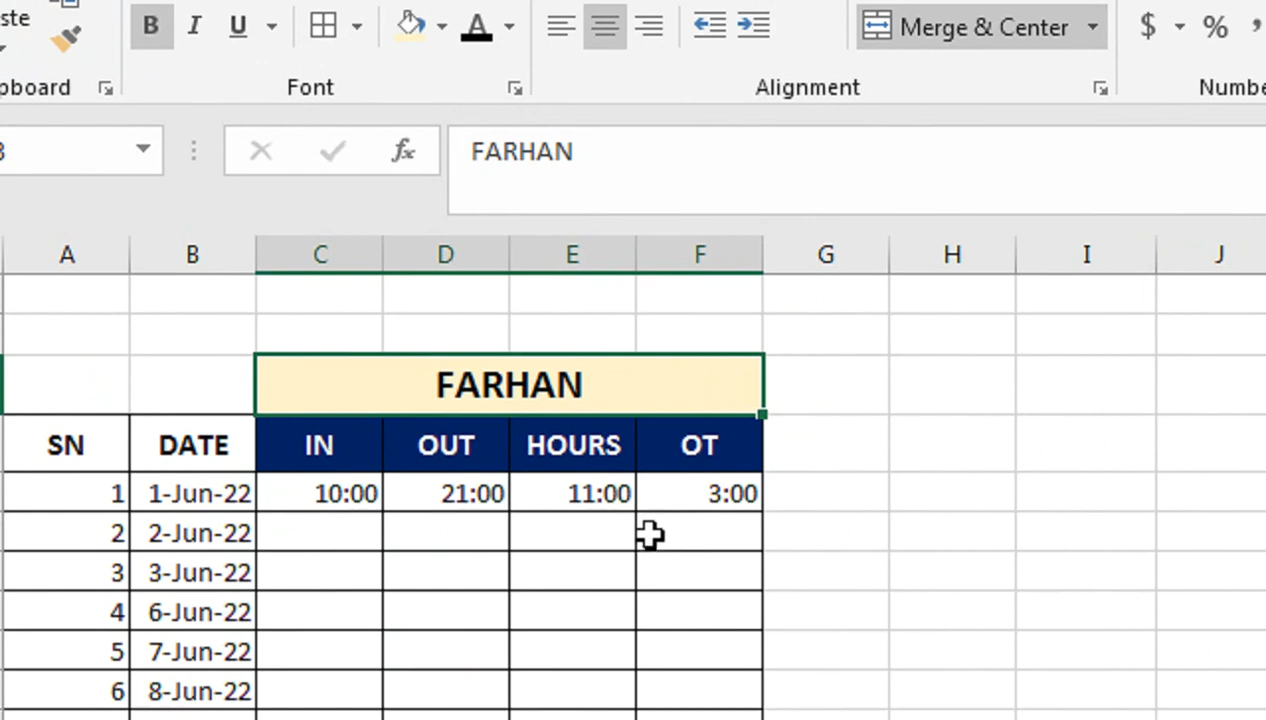 ste
B I U A Merge & Center $ % ,
pboard Font Alignment Numbe
3 fx FARHAN
A B C D E F G H I J
FARHAN
SN DATE IN OUT HOURS OT
1 1-Jun-22 10:00 21:00 11:00 3:00
2 2-Jun-22
3 3-Jun-22
4 6-Jun-22
5 7-Jun-22
6 8-Jun-22